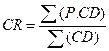 CR = ∑(P.CD) / ∑(CD)